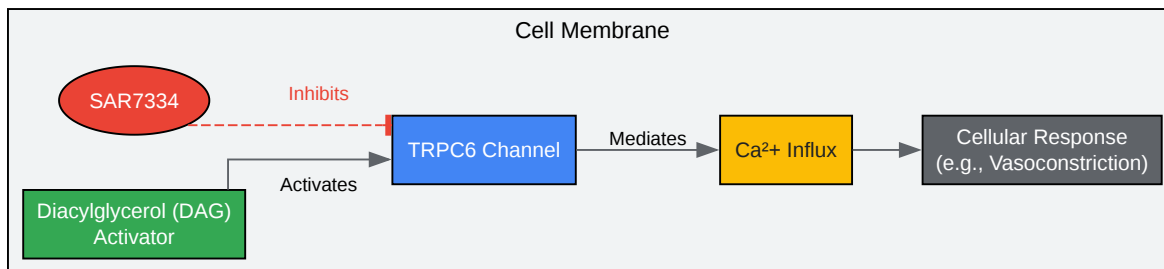 Cell Membrane
SAR7334
Inhibits
TRPC6 Channel
Mediates
Ca²+ Influx
Cellular Response
(e.g., Vasoconstriction)
Activates
Diacylglycerol (DAG)
Activator